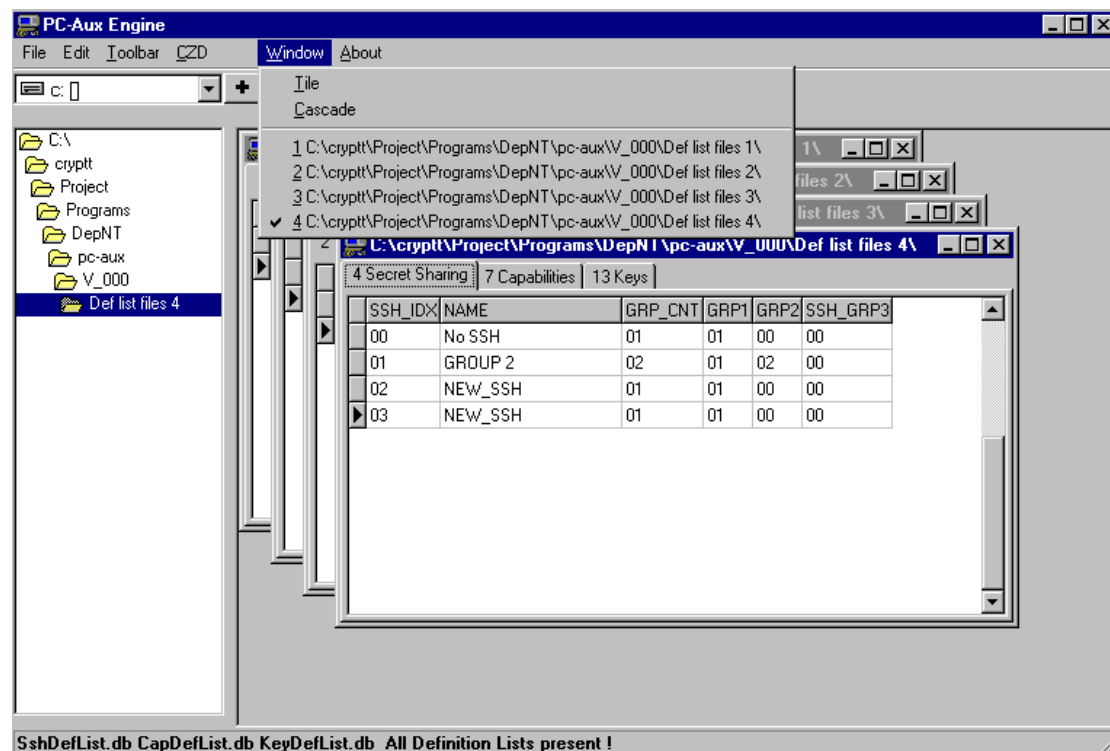 PC-Aux Engine
File Edit Toolbar CZD Window About
c: []
Tile
Cascade
1 C:\cryptt\Project\Programs\DepNT\pc-aux\V_000\Def list files 1\
2 C:\cryptt\Project\Programs\DepNT\pc-aux\V_000\Def list files 2\
3 C:\cryptt\Project\Programs\DepNT\pc-aux\V_000\Def list files 3\
4 C:\cryptt\Project\Programs\DepNT\pc-aux\V_000\Def list files 4\
C:\
cryptt
Project
Programs
DepNT
pc-aux
V_000
Def list files 4
1\
files 2\
list files 3\
2
C:\cryptt\Project\Programs\DepNT\pc-aux\V_000\Def list files 4\
4 Secret Sharing 7 Capabilities 13 Keys
SSH_IDX NAME GRP_CNT GRP1 GRP2 SSH_GRP3
00 No SSH 01 01 00 00
01 GROUP 2 02 01 02 00
02 NEW_SSH 01 01 00 00
03 NEW_SSH 01 01 00 00
SshDefList.db CapDefList.db KeyDefList.db All Definition Lists present !